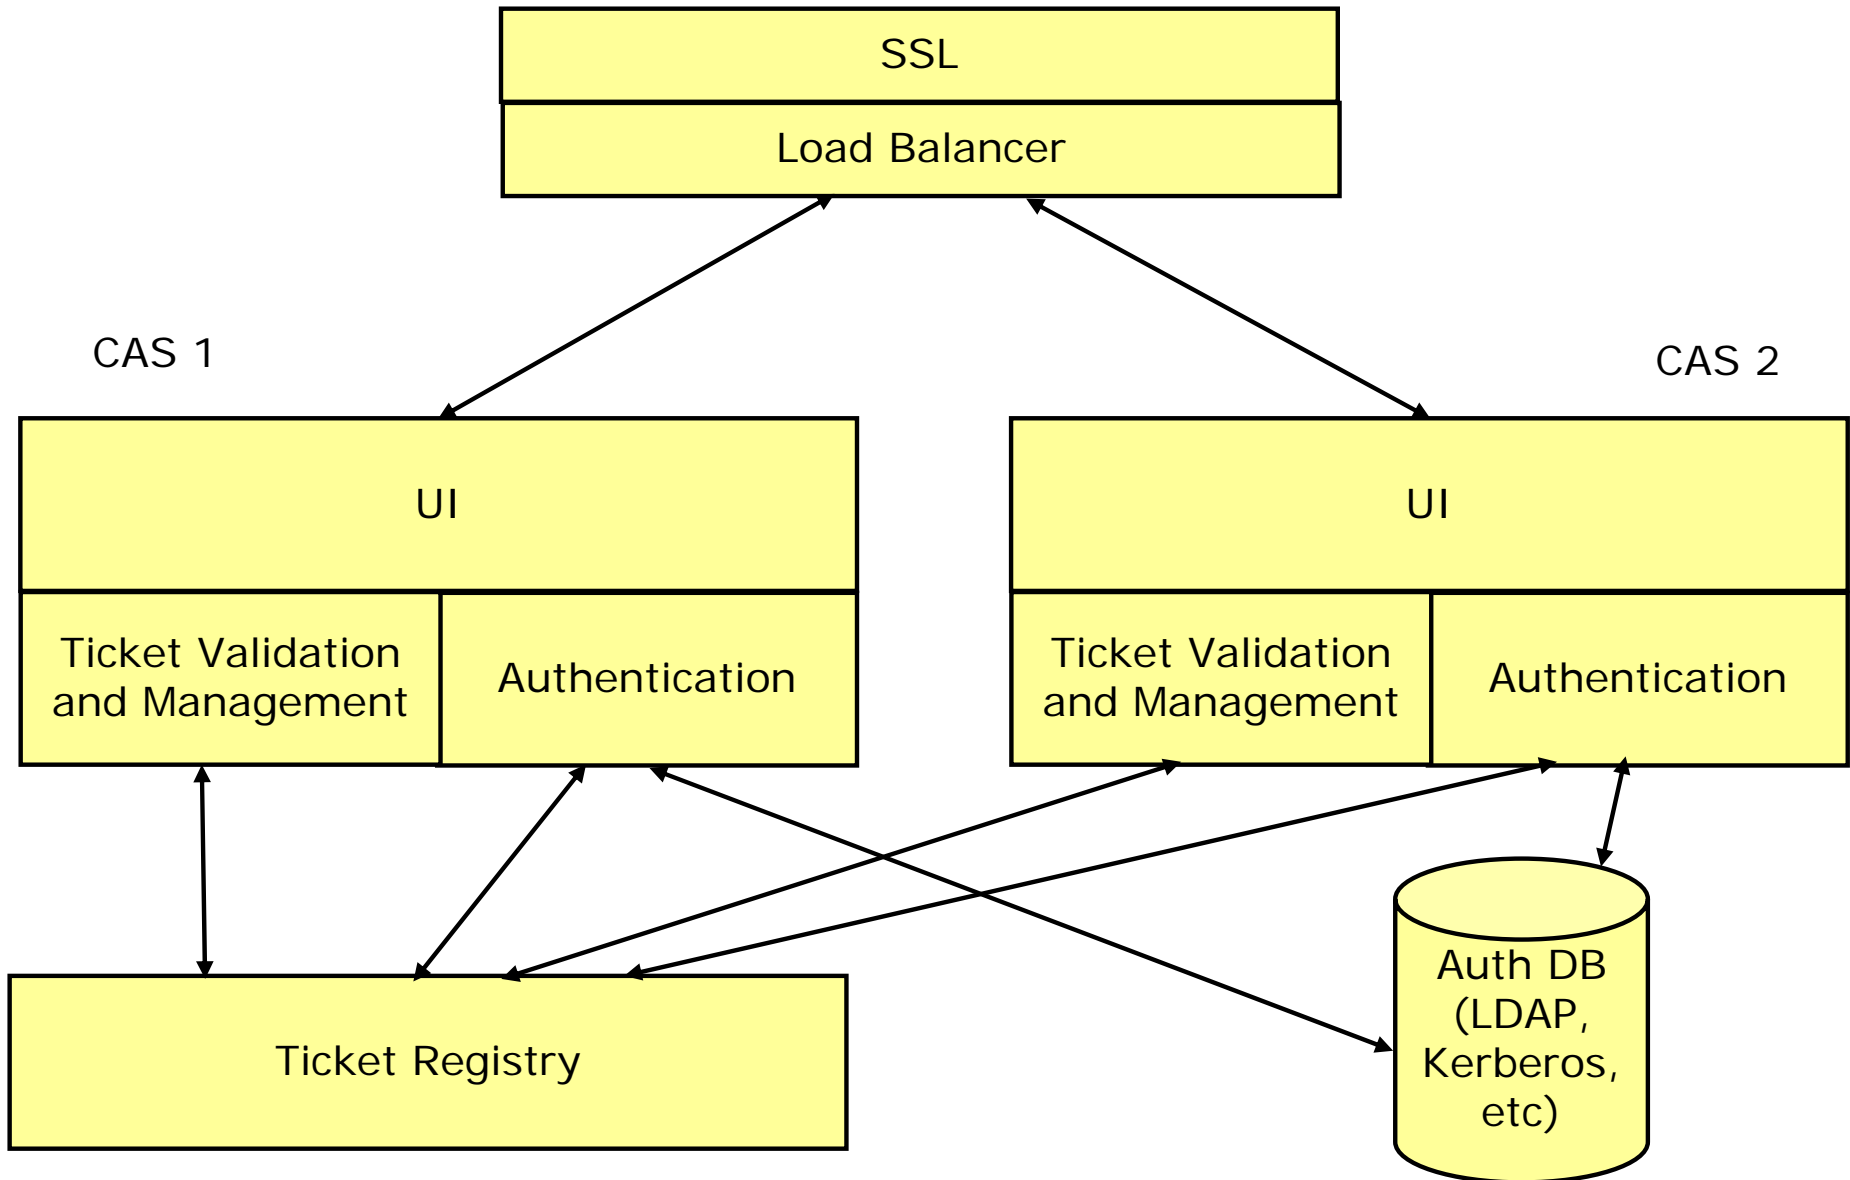 SSL
Load Balancer
CAS 1
CAS 2
UI
UI
Ticket Validation
and Management
Authentication
Ticket Validation
and Management
Authentication
Ticket Registry
Auth DB
(LDAP,
Kerberos,
etc)